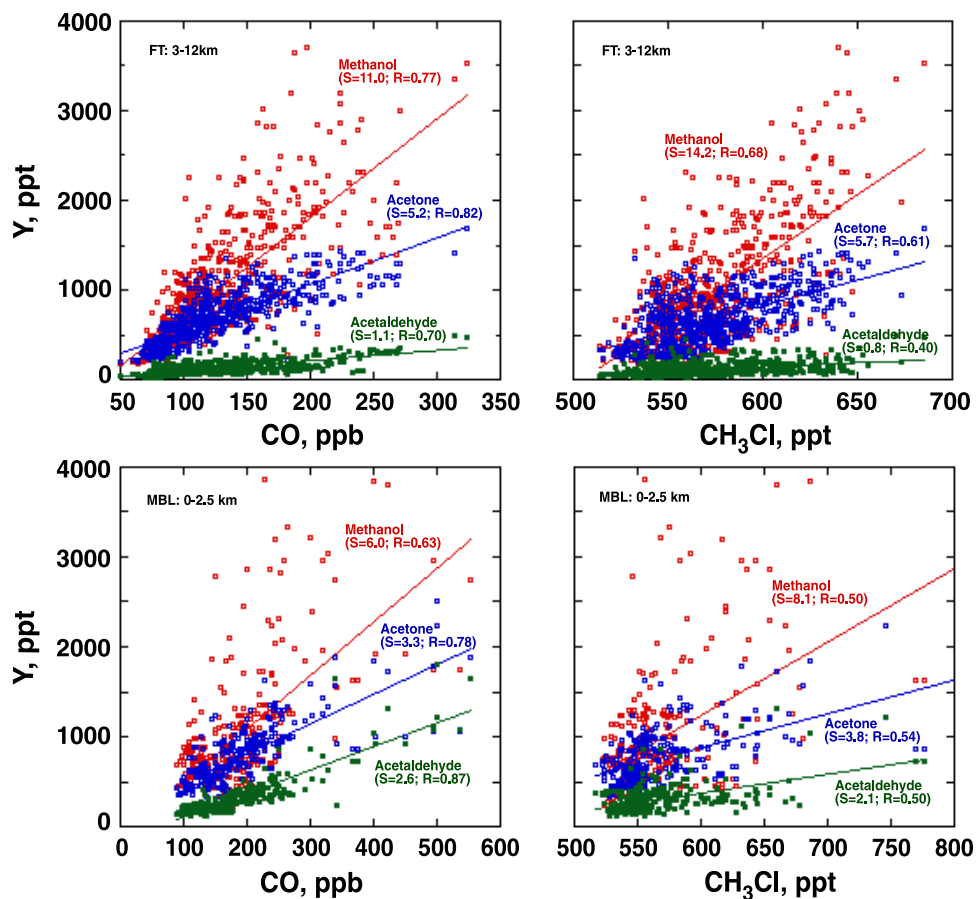 4000
3000
2000
1000
0
Y, ppt
FT: 3-12km
Methanol
(S=11.0; R=0.77)
Acetone
(S=5.2; R=0.82)
Acetaldehyde
(S=1.1; R=0.70)
50 100 150 200 250 300 350
CO, ppb
FT: 3-12km
Methanol
(S=14.2; R=0.68)
Acetone
(S=5.7; R=0.61)
Acetaldehyde
(S=0.8; R=0.40)
500 550 600 650 700
CH₃Cl, ppt
4000
3000
2000
1000
0
Y, ppt
MBL: 0-2.5 km
Methanol
(S=6.0; R=0.63)
Acetone
(S=3.3; R=0.78)
Acetaldehyde
(S=2.6; R=0.87)
0 100 200 300 400 500 600
CO, ppb
MBL: 0-2.5 km
Methanol
(S=8.1; R=0.50)
Acetone
(S=3.8; R=0.54)
Acetaldehyde
(S=2.1; R=0.50)
500 550 600 650 700 750 800
CH₃Cl, ppt